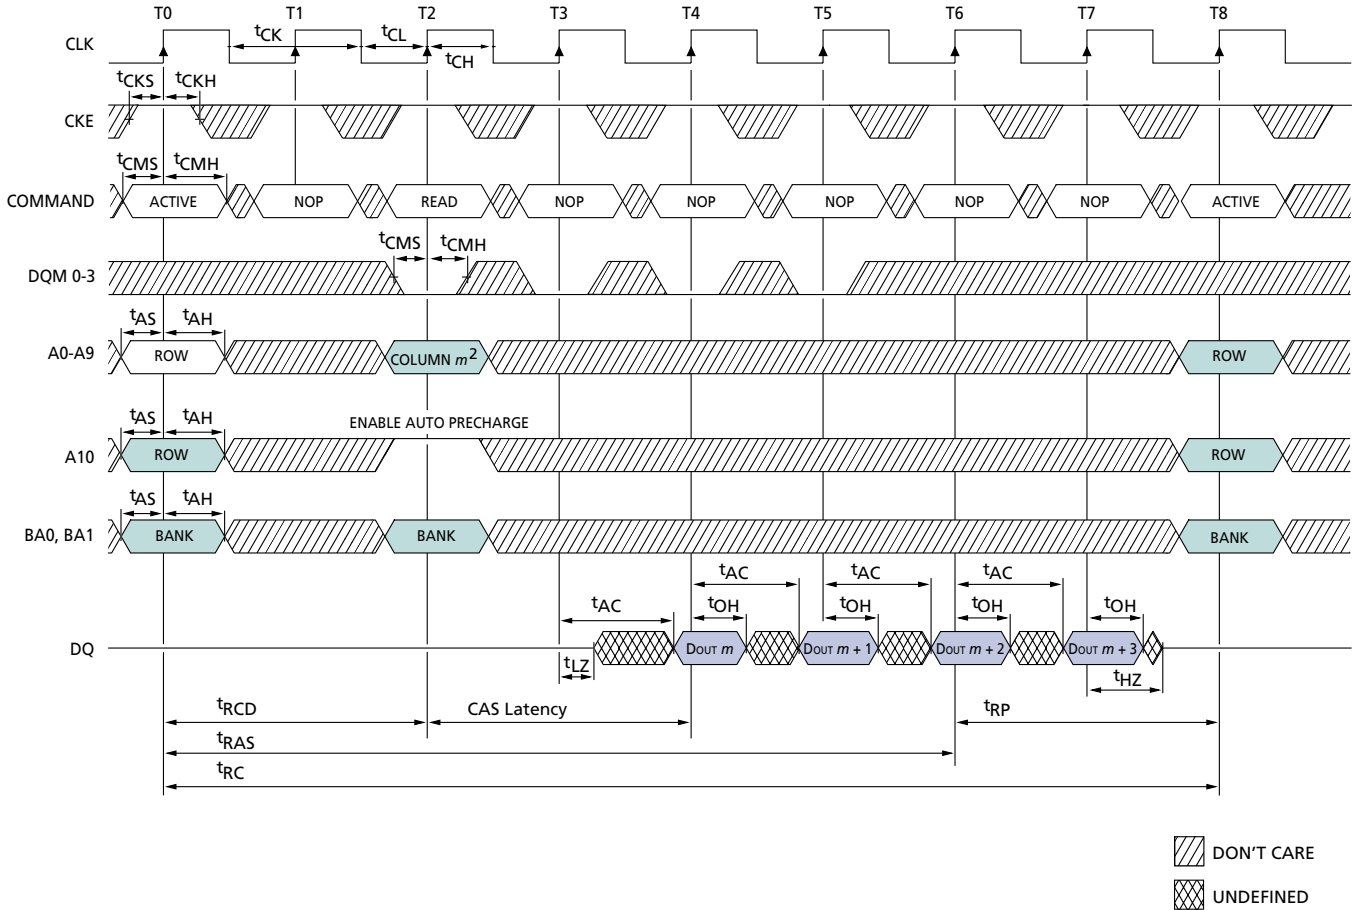 T0 T1 T2 T3 T4 T5 T6 T7 T8
CLK tCK tCL tCH
tCKS tCKH
CKE
tCMS tCMH
COMMAND ACTIVE NOP READ NOP NOP NOP NOP NOP ACTIVE
tCMS tCMH
DQM 0-3
tAS tAH
A0-A9 ROW COLUMN m2 ROW
tAS tAH ENABLE AUTO PRECHARGE
A10 ROW ROW
tAS tAH
BA0, BA1 BANK BANK BANK
tAC tAC tAC
tAC tOH tOH tOH tOH
DQ DOUT m DOUT m + 1 DOUT m + 2 DOUT m + 3
tLZ tHZ
tRCD CAS Latency tRP
tRAS
tRC
DON'T CARE
UNDEFINED